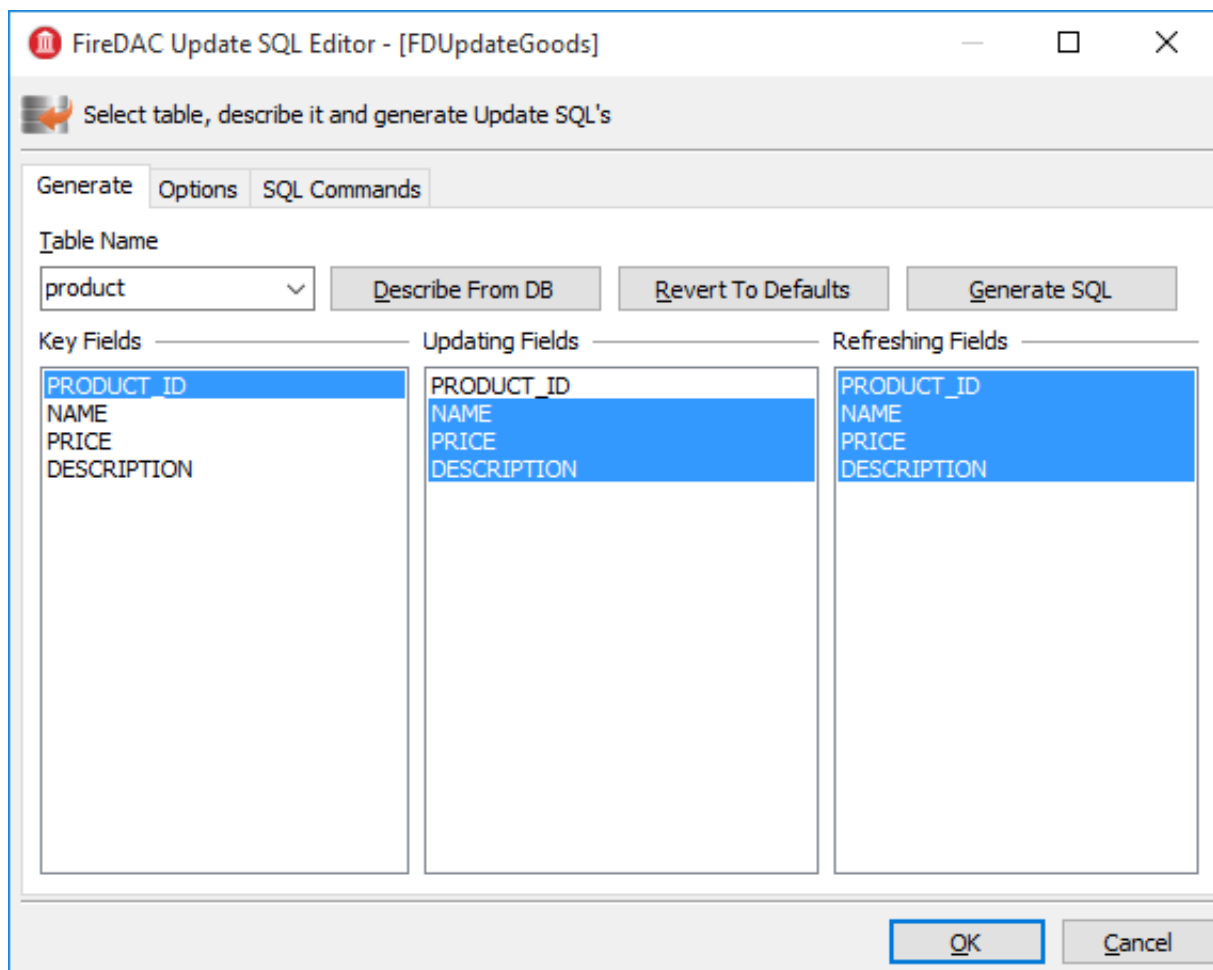 FireDAC Update SQL Editor - [FDUpdateGoods]
Select table, describe it and generate Update SQL's
Generate Options SQL Commands
Table Name
product Describe From DB Revert To Defaults Generate SQL
Key Fields Updating Fields Refreshing Fields
PRODUCT_ID PRODUCT_ID PRODUCT_ID
NAME NAME NAME
PRICE PRICE PRICE
DESCRIPTION DESCRIPTION DESCRIPTION
OK Cancel